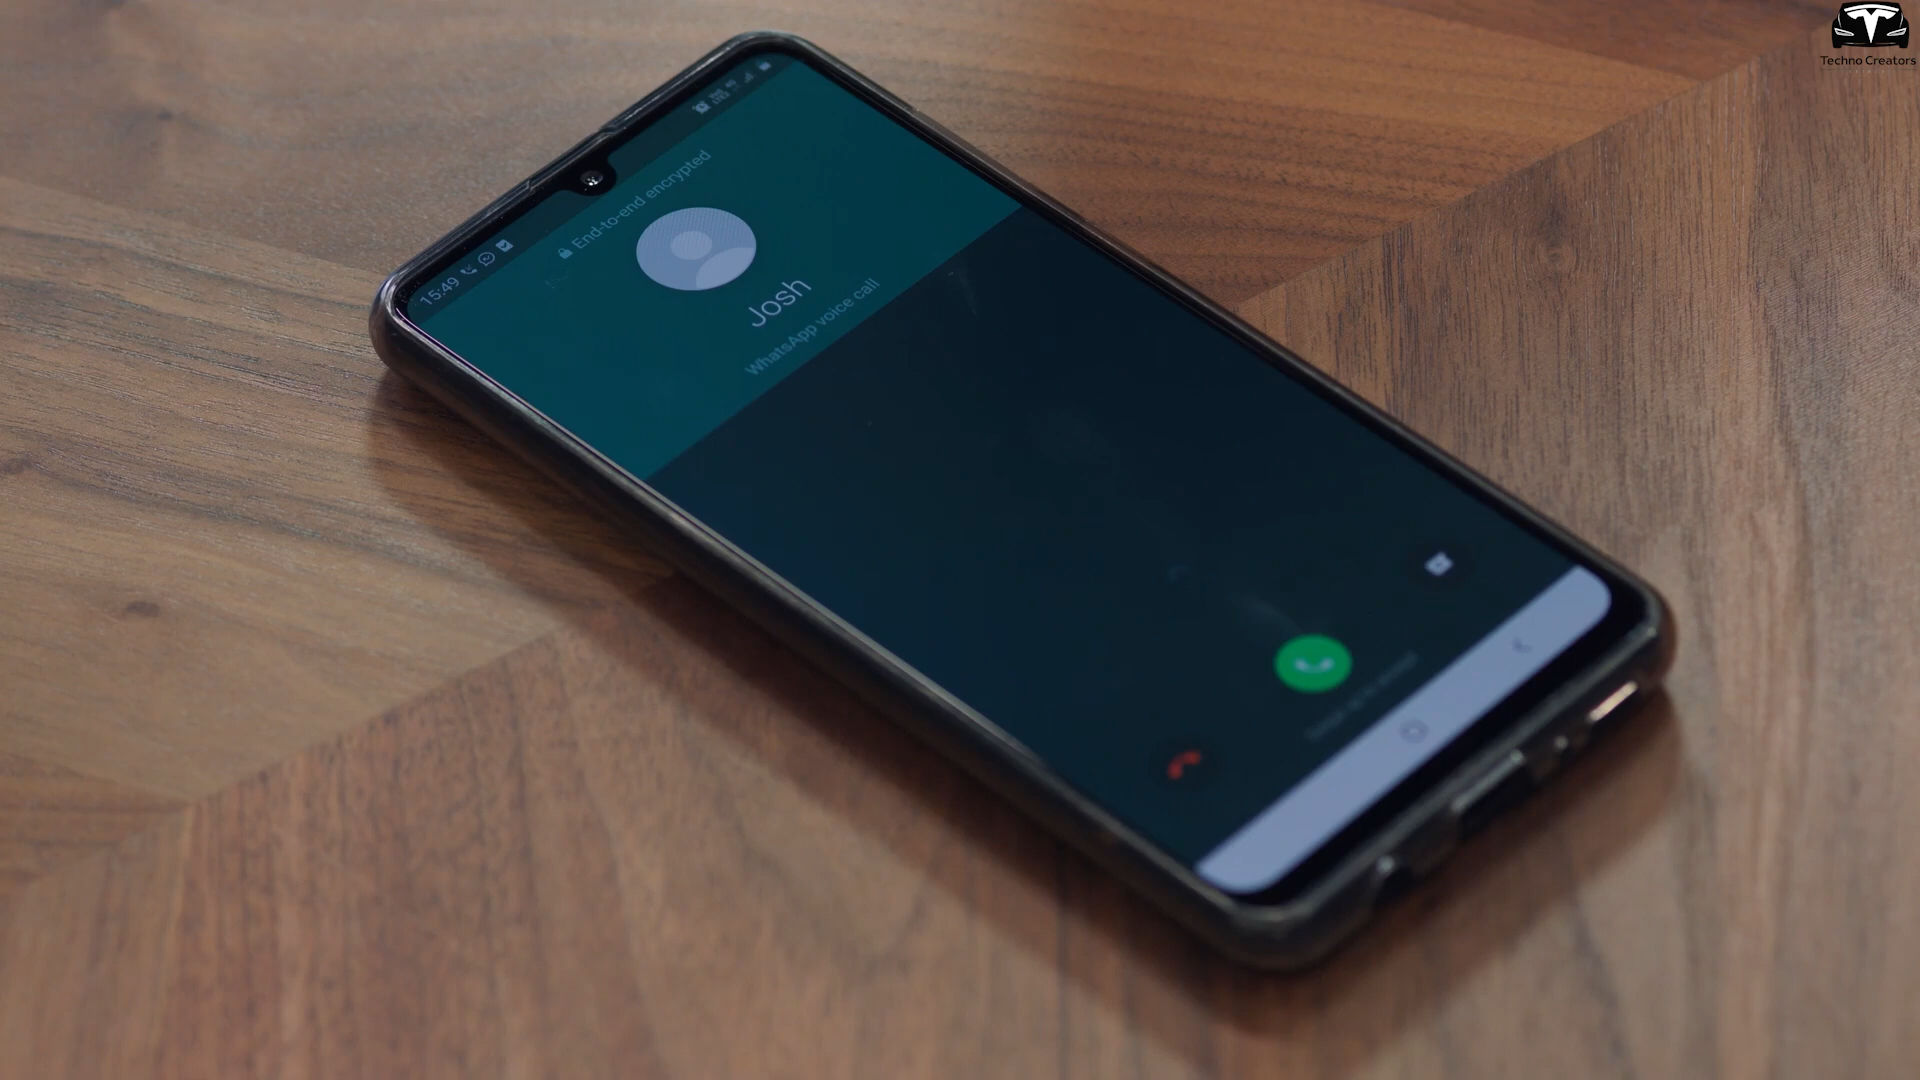 Techno Creators
15:49
End-to-end encrypted
Josh
WhatsApp voice call